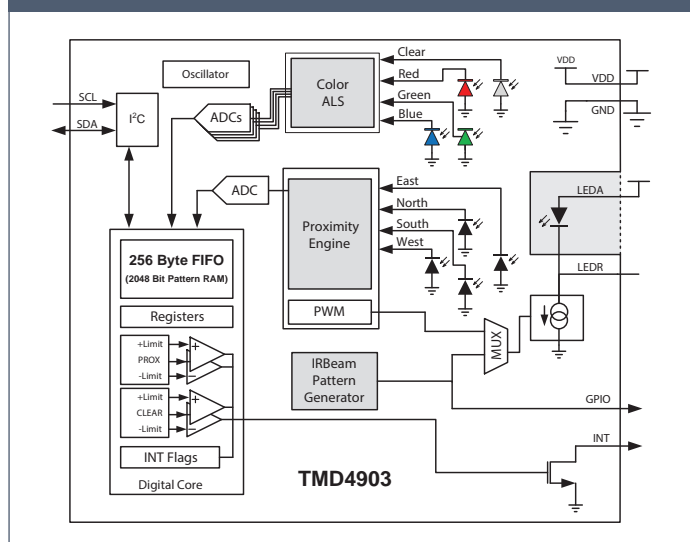 Clear
VDD
Oscillator
Color
ALS
Red
VDD
SCL
I²C
ADCs
Green
GND
SDA
Blue
East
LEDA
ADC
North
Proximity
Engine
South
West
256 Byte FIFO
(2048 Bit Pattern RAM)
LEDR
Registers
PWM
MUX
+Limit
PROX
-Limit
+
−
IRBeam
Pattern
Generator
+Limit
CLEAR
-Limit
+
−
GPIO
INT
INT Flags
Digital Core
TMD4903